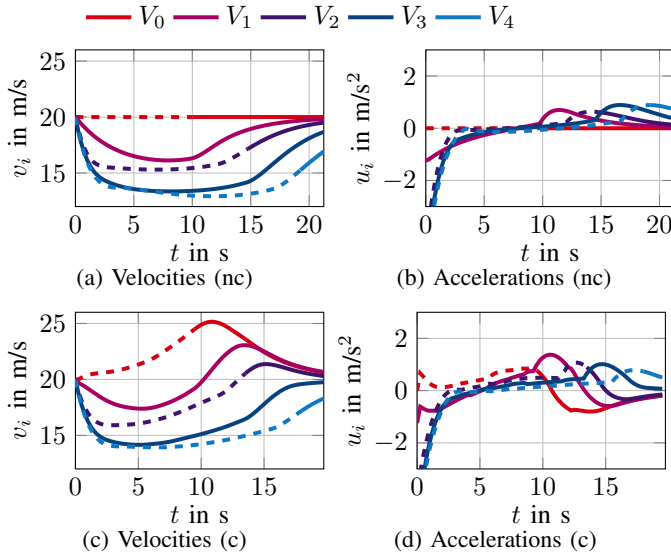 V₀ V₁ V₂ V₃ V₄
vᵢ in m/s
15
20
25
0 5 10 15 20
t in s
(a) Velocities (nc)
uᵢ in m/s²
−2
0
2
0 5 10 15 20
t in s
(b) Accelerations (nc)
vᵢ in m/s
15
20
25
0 5 10 15
t in s
(c) Velocities (c)
uᵢ in m/s²
−2
0
2
0 5 10 15
t in s
(d) Accelerations (c)